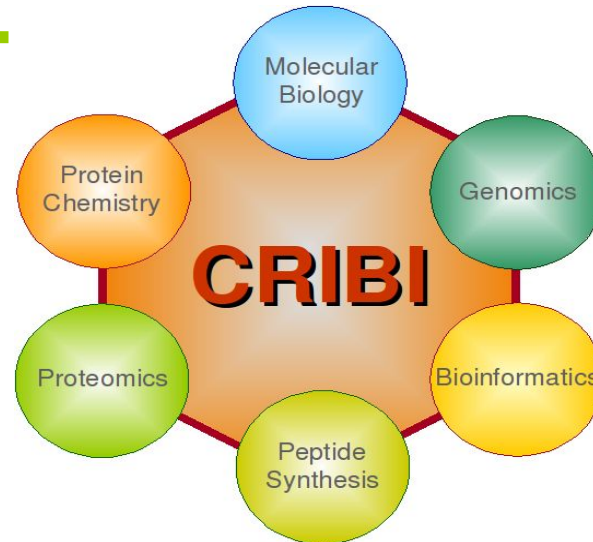 Molecular
Biology
Protein
Chemistry
Genomics
CRIBI
Proteomics
Bioinformatics
Peptide
Synthesis